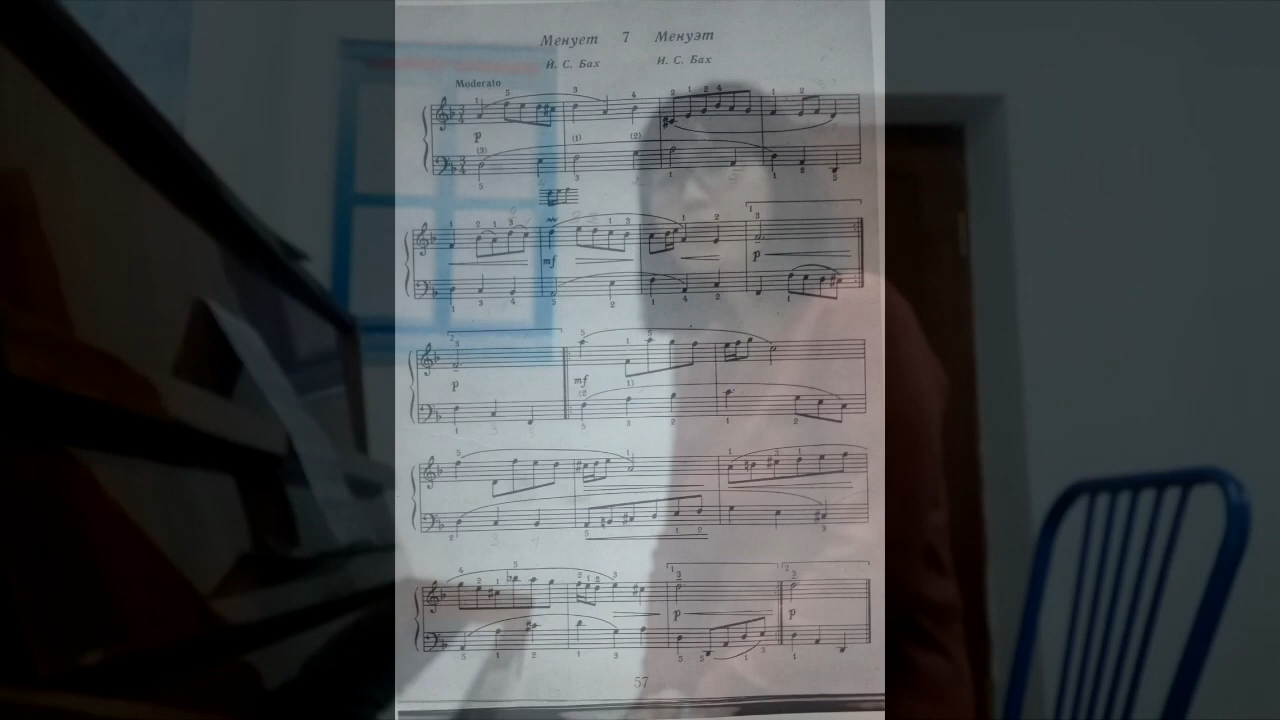 Менует 7 Менуэт
Й. С. Бах И. С. Бах
Moderato
p
mf
p
p
mf
p
p
57